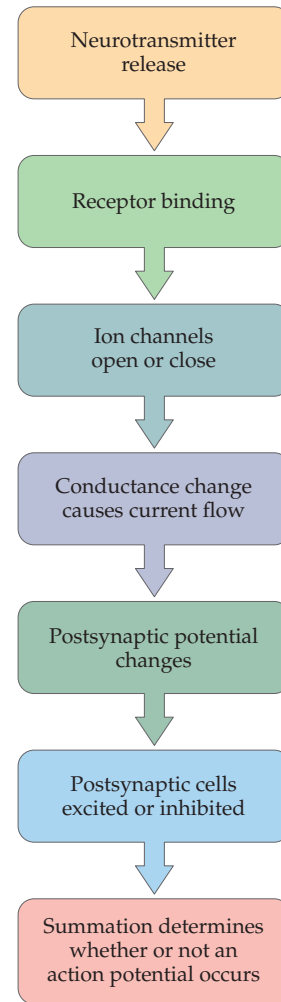 Neurotransmitter
release
Receptor binding
Ion channels
open or close
Conductance change
causes current flow
Postsynaptic potential
changes
Postsynaptic cells
excited or inhibited
Summation determines
whether or not an
action potential occurs